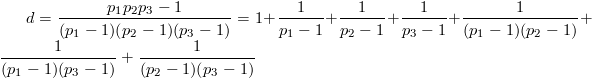 d = \frac{p_1p_2p_3 - 1}{(p_1 - 1)(p_2 - 1)(p_3 - 1)} = 1 + \frac{1}{p_1 - 1} + \frac{1}{p_2 - 1} + \frac{1}{p_3 - 1} + \frac{1}{(p_1 - 1)(p_2 - 1)} +
\frac{1}{(p_1 - 1)(p_3 - 1)} + \frac{1}{(p_2 - 1)(p_3 - 1)}